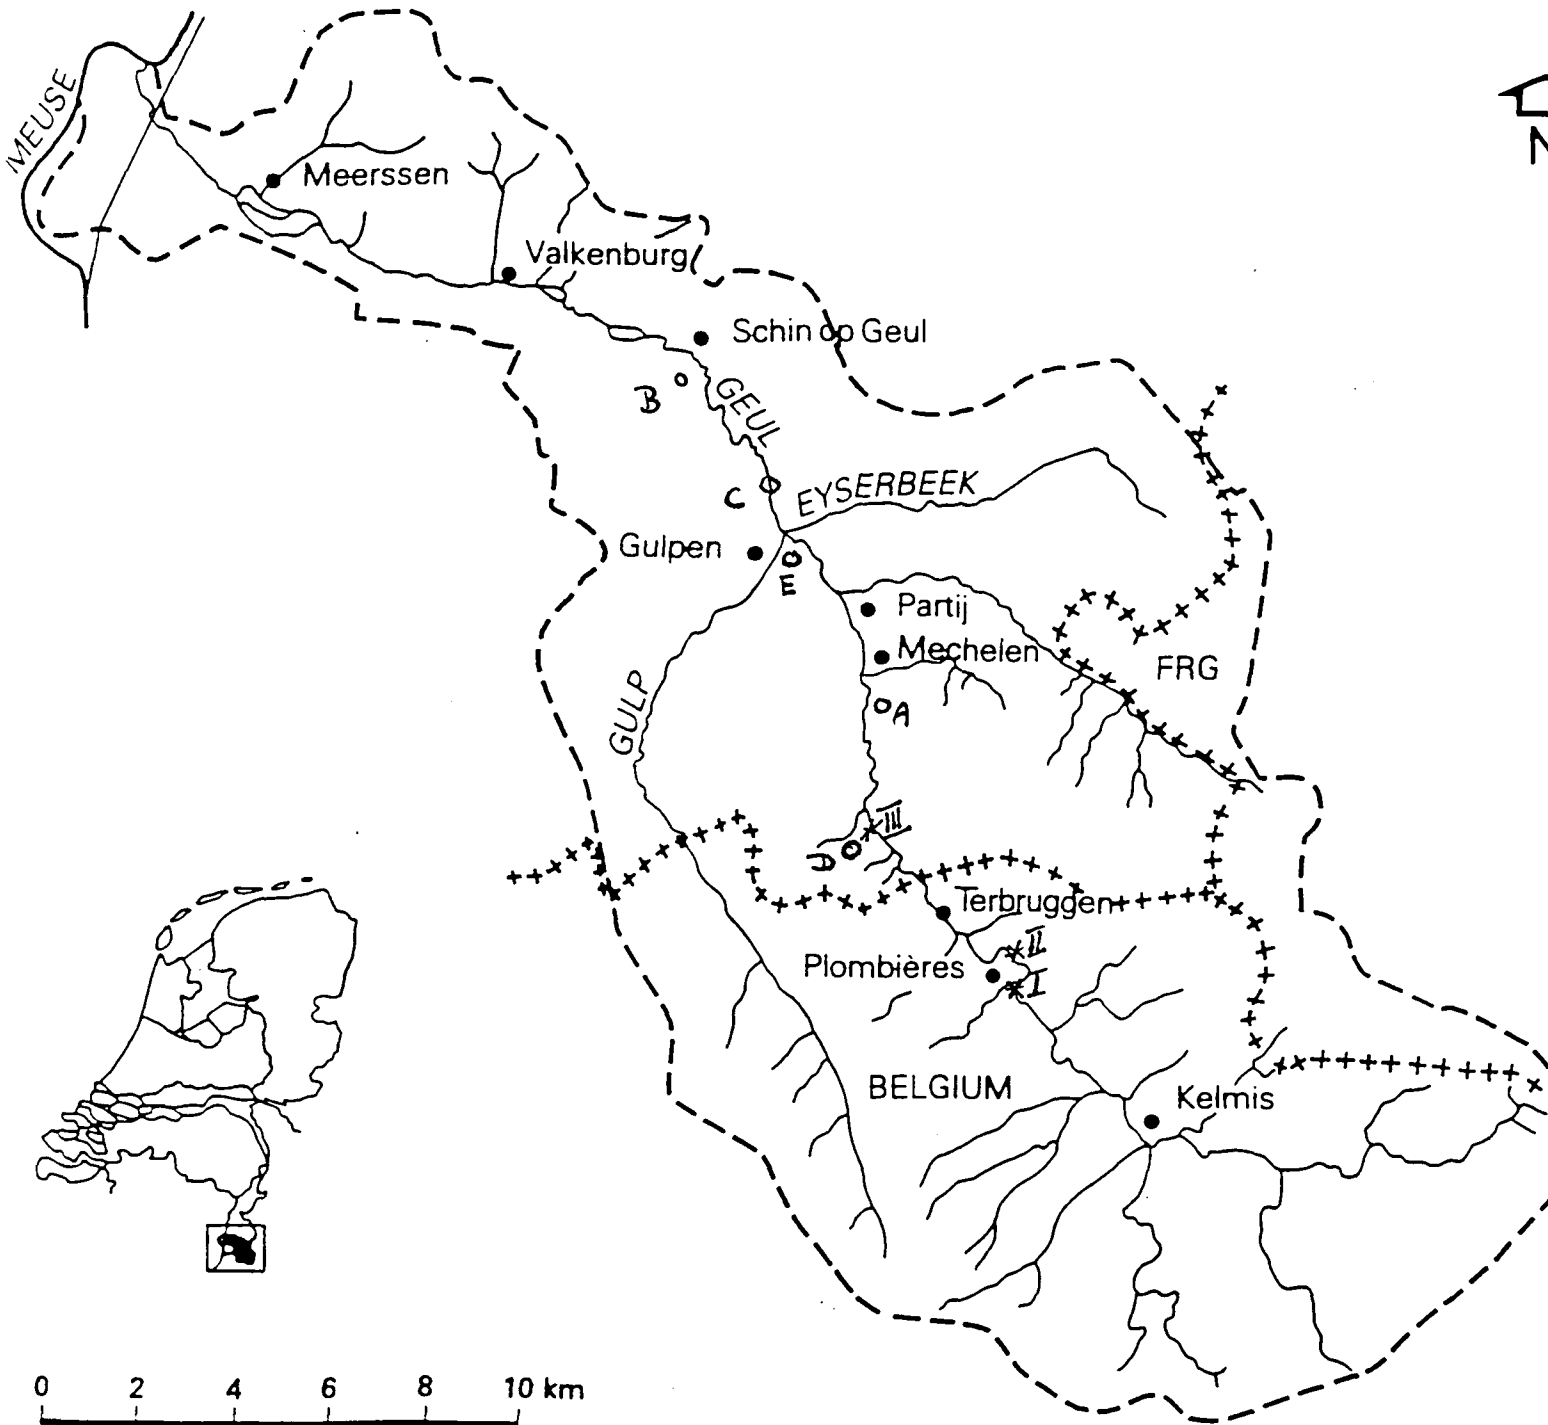 MEUSE
N
Meerssen
Valkenburg
Schin op Geul
B
GEUL
C
EYSERBEEK
Gulpen
E
Partij
Mechelen
FRG
GULP
A
III
D
Terbruggen
II
Plombières
I
BELGIUM
Kelmis
0 2 4 6 8 10 km